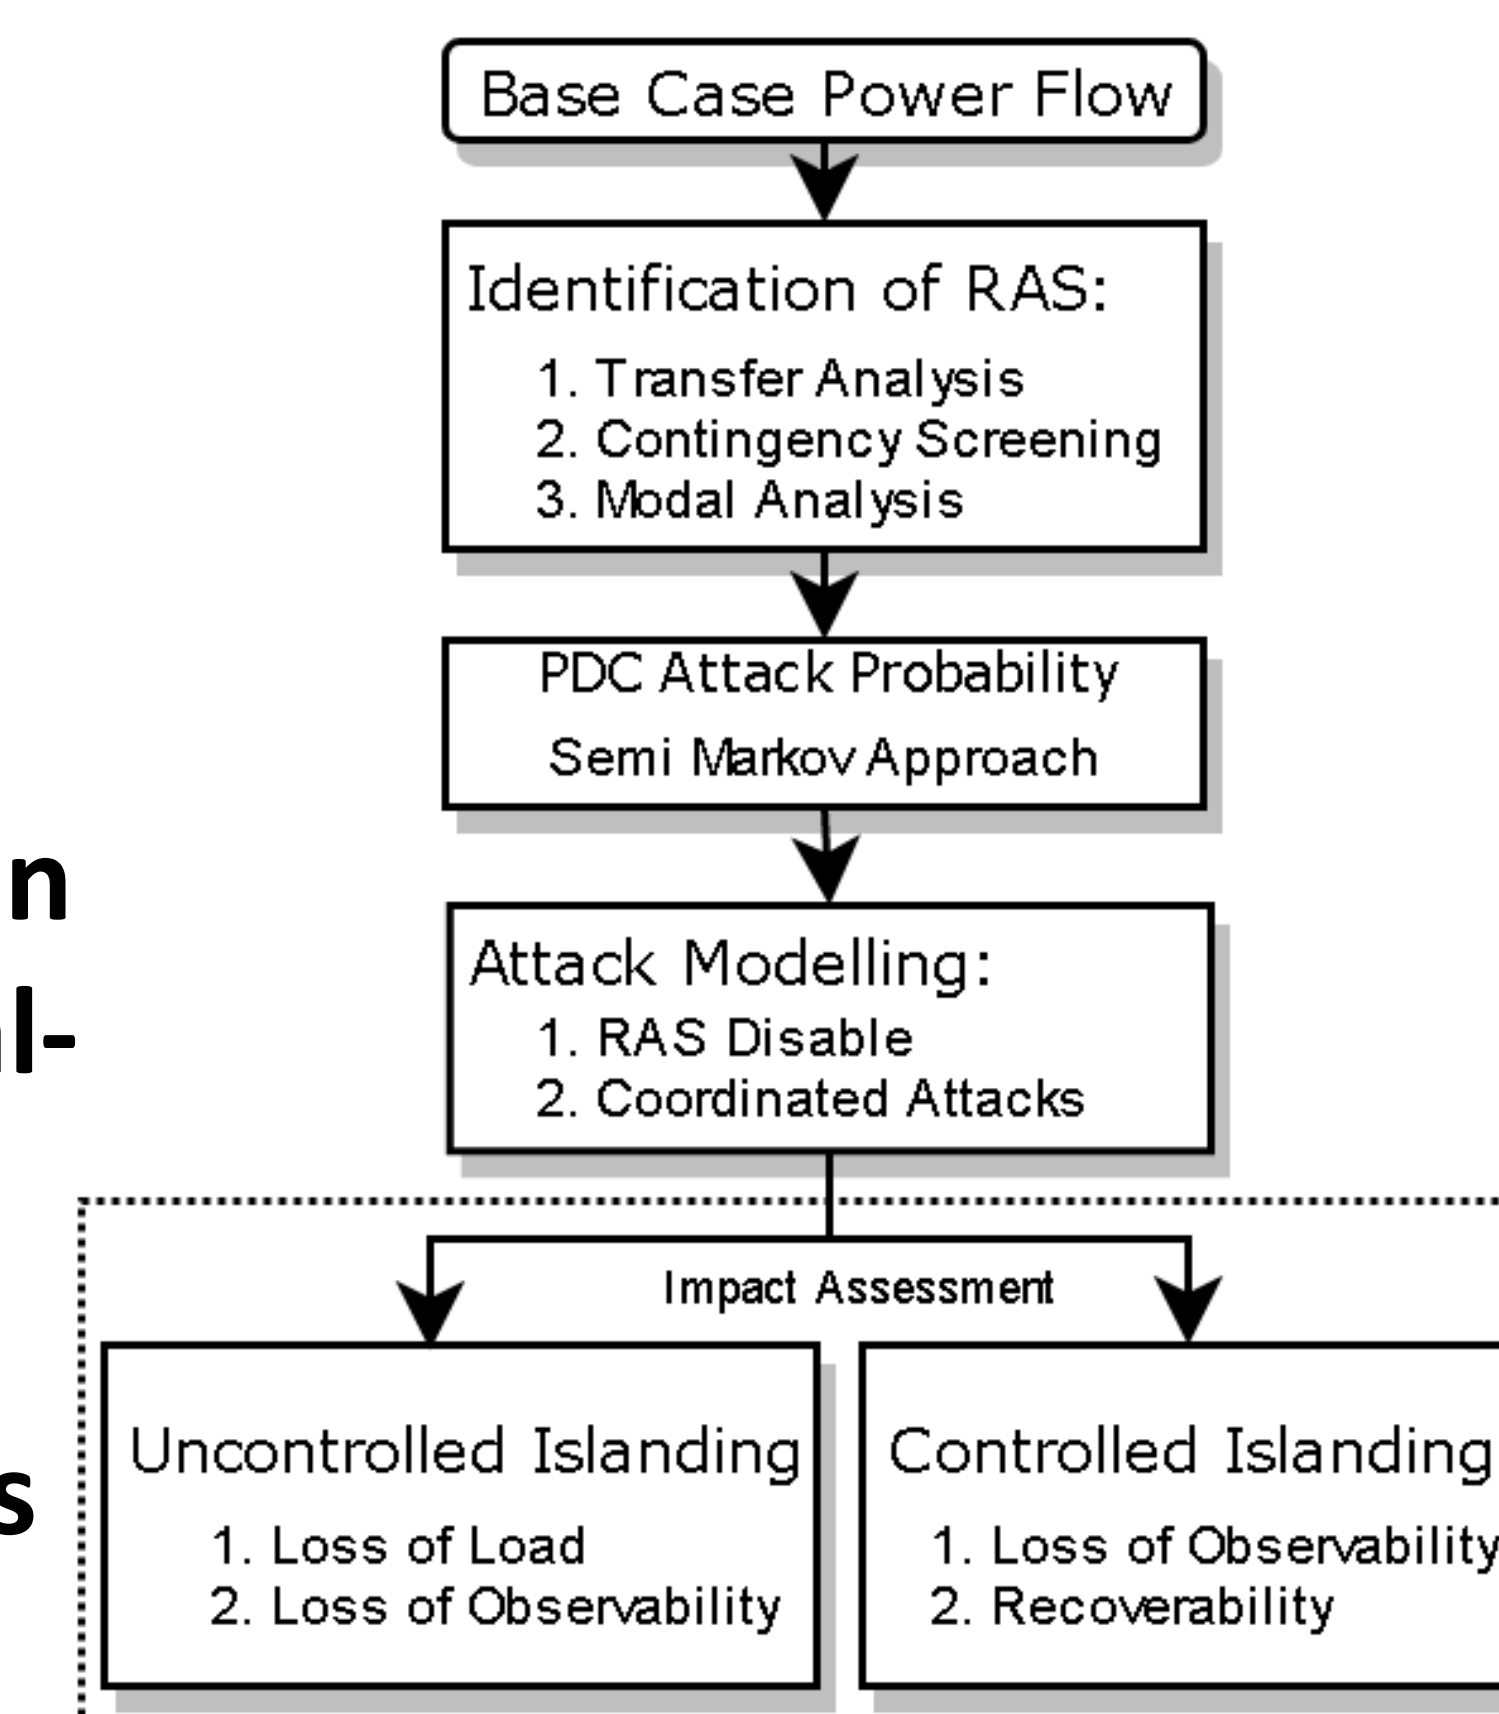 Base Case Power Flow
Identification of RAS:
1. Transfer Analysis
2. Contingency Screening
3. Modal Analysis
PDC Attack Probability
Semi Markov Approach
Attack Modelling:
1. RAS Disable
2. Coordinated Attacks
Impact Assessment
Uncontrolled Islanding
1. Loss of Load
2. Loss of Observability
Controlled Islanding
1. Loss of Observability
2. Recoverability